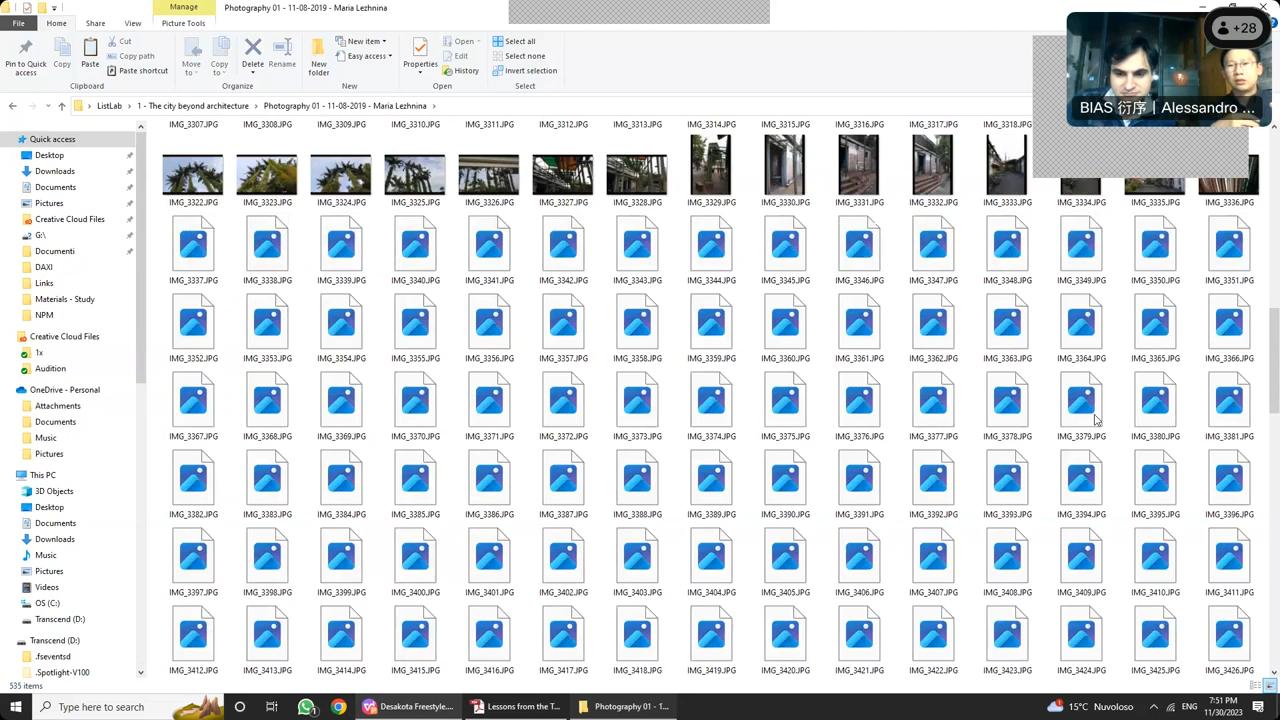 Manage
Photography 01 - 11-08-2019 - Maria Lezhnina
File
Home
Share
View
Picture Tools
Pin to Quick access
Copy
Paste
Cut
Copy path
Paste shortcut
Clipboard
Move to
Copy to
Delete
Rename
Organize
New folder
New item
Easy access
New
Properties
Open
Edit
History
Open
Select all
Select none
Invert selection
Select
+28
BIAS 衍序 | Alessandro ...
ListLab
1 - The city beyond architecture
Photography 01 - 11-08-2019 - Maria Lezhnina
Quick access
Desktop
Downloads
Documents
Pictures
Creative Cloud Files
G:\
Documenti
DAXI
Links
Materials - Study
NPM
Creative Cloud Files
1x
Audition
OneDrive - Personal
Attachments
Documents
Music
Pictures
This PC
3D Objects
Desktop
Documents
Downloads
Music
Pictures
Videos
OS (C:)
Transcend (D:)
Transcend (D:)
.fseventsd
.Spotlight-V100
IMG_3307.JPG IMG_3308.JPG IMG_3309.JPG IMG_3310.JPG IMG_3311.JPG IMG_3312.JPG IMG_3313.JPG IMG_3314.JPG IMG_3315.JPG IMG_3316.JPG IMG_3317.JPG IMG_3318.JPG
IMG_3322.JPG IMG_3323.JPG IMG_3324.JPG IMG_3325.JPG IMG_3326.JPG IMG_3327.JPG IMG_3328.JPG IMG_3329.JPG IMG_3330.JPG IMG_3331.JPG IMG_3332.JPG IMG_3333.JPG IMG_3334.JPG IMG_3335.JPG IMG_3336.JPG
IMG_3337.JPG IMG_3338.JPG IMG_3339.JPG IMG_3340.JPG IMG_3341.JPG IMG_3342.JPG IMG_3343.JPG IMG_3344.JPG IMG_3345.JPG IMG_3346.JPG IMG_3347.JPG IMG_3348.JPG IMG_3349.JPG IMG_3350.JPG IMG_3351.JPG
IMG_3352.JPG IMG_3353.JPG IMG_3354.JPG IMG_3355.JPG IMG_3356.JPG IMG_3357.JPG IMG_3358.JPG IMG_3359.JPG IMG_3360.JPG IMG_3361.JPG IMG_3362.JPG IMG_3363.JPG IMG_3364.JPG IMG_3365.JPG IMG_3366.JPG
IMG_3367.JPG IMG_3368.JPG IMG_3369.JPG IMG_3370.JPG IMG_3371.JPG IMG_3372.JPG IMG_3373.JPG IMG_3374.JPG IMG_3375.JPG IMG_3376.JPG IMG_3377.JPG IMG_3378.JPG IMG_3379.JPG IMG_3380.JPG IMG_3381.JPG
IMG_3382.JPG IMG_3383.JPG IMG_3384.JPG IMG_3385.JPG IMG_3386.JPG IMG_3387.JPG IMG_3388.JPG IMG_3389.JPG IMG_3390.JPG IMG_3391.JPG IMG_3392.JPG IMG_3393.JPG IMG_3394.JPG IMG_3395.JPG IMG_3396.JPG
IMG_3397.JPG IMG_3398.JPG IMG_3399.JPG IMG_3400.JPG IMG_3401.JPG IMG_3402.JPG IMG_3403.JPG IMG_3404.JPG IMG_3405.JPG IMG_3406.JPG IMG_3407.JPG IMG_3408.JPG IMG_3409.JPG IMG_3410.JPG IMG_3411.JPG
IMG_3412.JPG IMG_3413.JPG IMG_3414.JPG IMG_3415.JPG IMG_3416.JPG IMG_3417.JPG IMG_3418.JPG IMG_3419.JPG IMG_3420.JPG IMG_3421.JPG IMG_3422.JPG IMG_3423.JPG IMG_3424.JPG IMG_3425.JPG IMG_3426.JPG
535 items
Type here to search
1
Desakota Freestyle....
Lessons from the T...
Photography 01 - 1...
15°C Nuvoloso
ENG
7:51 PM
11/30/2023